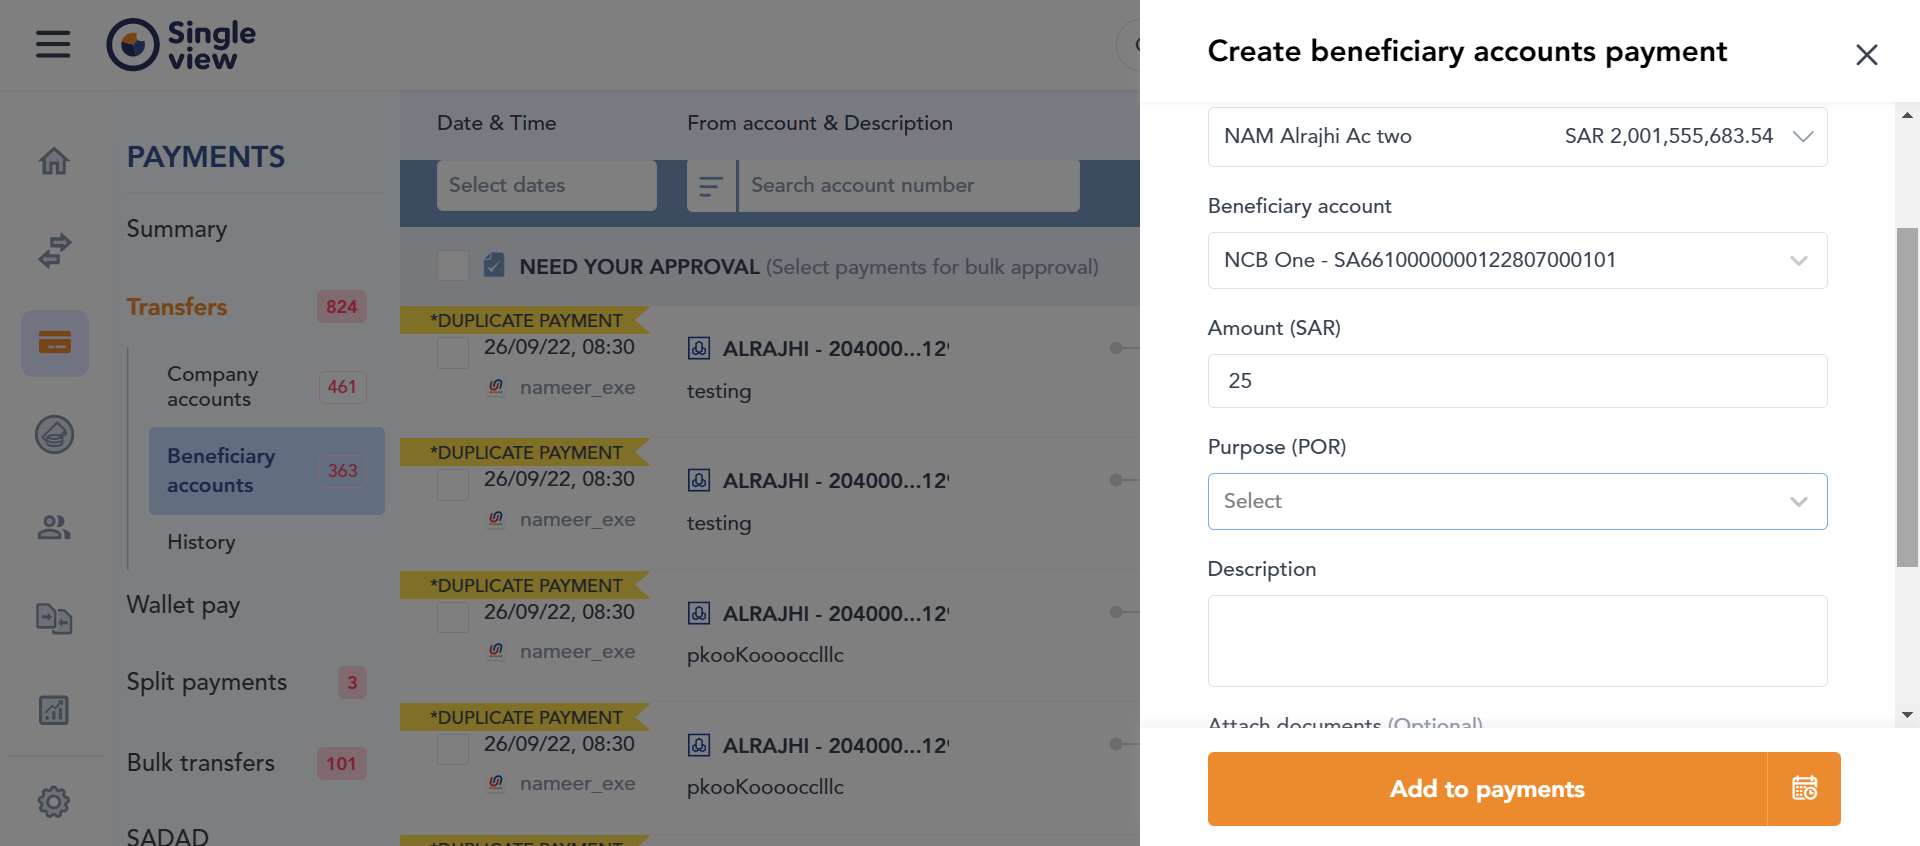 Single
view
PAYMENTS
Summary
Transfers 824
Company
accounts 461
Beneficiary
accounts 363
History
Wallet pay
Split payments 3
Bulk transfers 101
SADAD
Date & Time From account & Description
Select dates Search account number
NEED YOUR APPROVAL (Select payments for bulk approval)
*DUPLICATE PAYMENT
26/09/22, 08:30 ALRAJHI - 204000...12
nameer_exe testing
*DUPLICATE PAYMENT
26/09/22, 08:30 ALRAJHI - 204000...12
nameer_exe testing
*DUPLICATE PAYMENT
26/09/22, 08:30 ALRAJHI - 204000...12
nameer_exe pkooKoooocclllc
*DUPLICATE PAYMENT
26/09/22, 08:30 ALRAJHI - 204000...12
nameer_exe pkooKoooocclllc
*DUPLICATE PAYMENT
Create beneficiary accounts payment
NAM Alrajhi Ac two SAR 2,001,555,683.54
Beneficiary account
NCB One - SA6610000000122807000101
Amount (SAR)
25
Purpose (POR)
Select
Description
Attach documents (Optional)
Add to payments